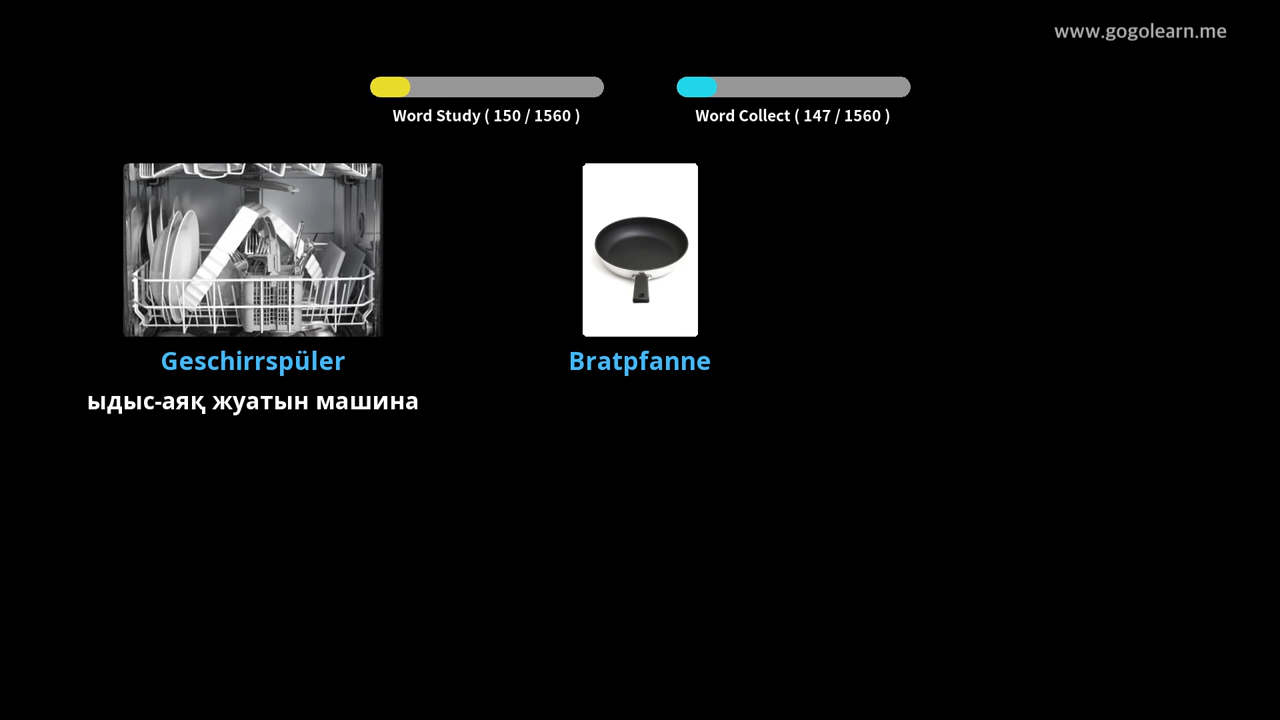 www.gogolearn.me
Word Study ( 150 / 1560 )
Word Collect ( 147 / 1560 )
Geschirrspüler
Bratpfanne
ыдыс-аяқ жуатын машина